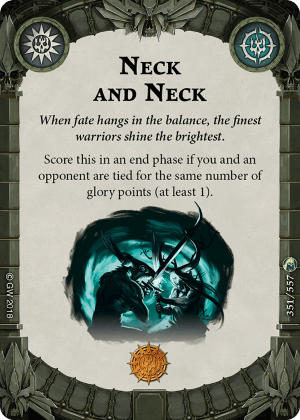 Neck
and Neck
When fate hangs in the balance, the finest
warriors shine the brightest.
Score this in an end phase if you and an
opponent are tied for the same number of
glory points (at least 1).
© GW 2018
351/557